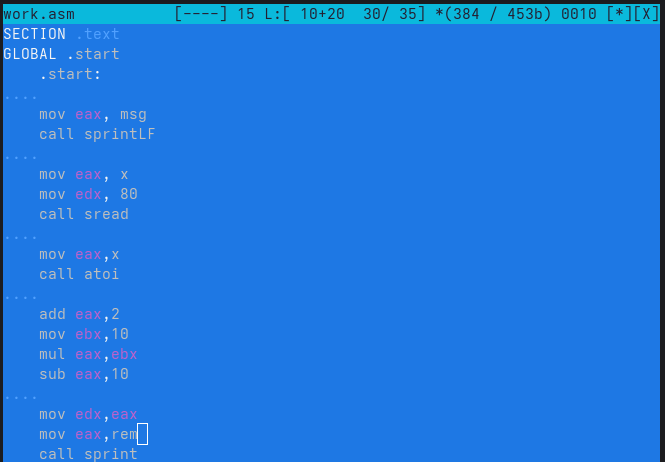 work.asm [----] 15 L:[ 10+20 30/ 35] *(384 / 453b) 0010 [*][X]
SECTION .text
GLOBAL .start
.start:
....
mov eax, msg
call sprintLF
....
mov eax, x
mov edx, 80
call sread
....
mov eax,x
call atoi
....
add eax,2
mov ebx,10
mul eax,ebx
sub eax,10
....
mov edx,eax
mov eax,rem
call sprint